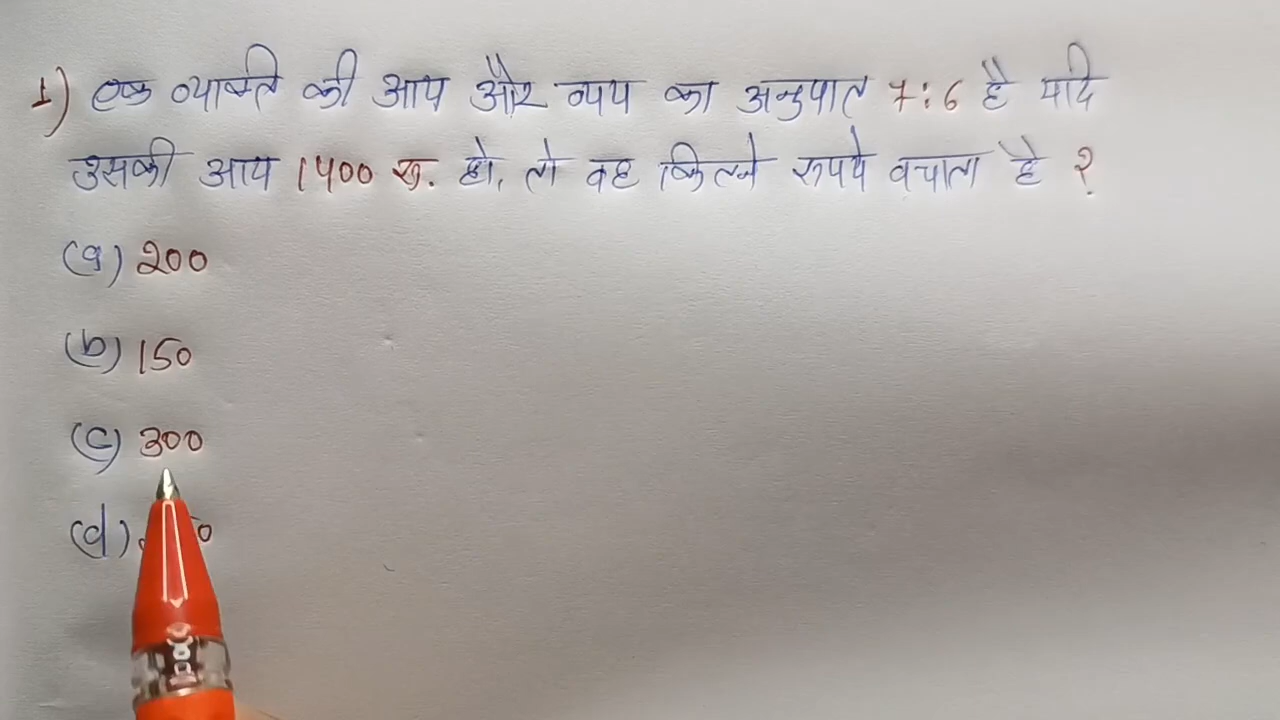 1) एक व्यक्ति की आय और व्यय का अनुपात 7:6 है यदि
उसकी आय 1400 रु. हो, तो वह कितने रुपये बचाता है ?
(a) 200
(b) 150
(c) 300
(d)